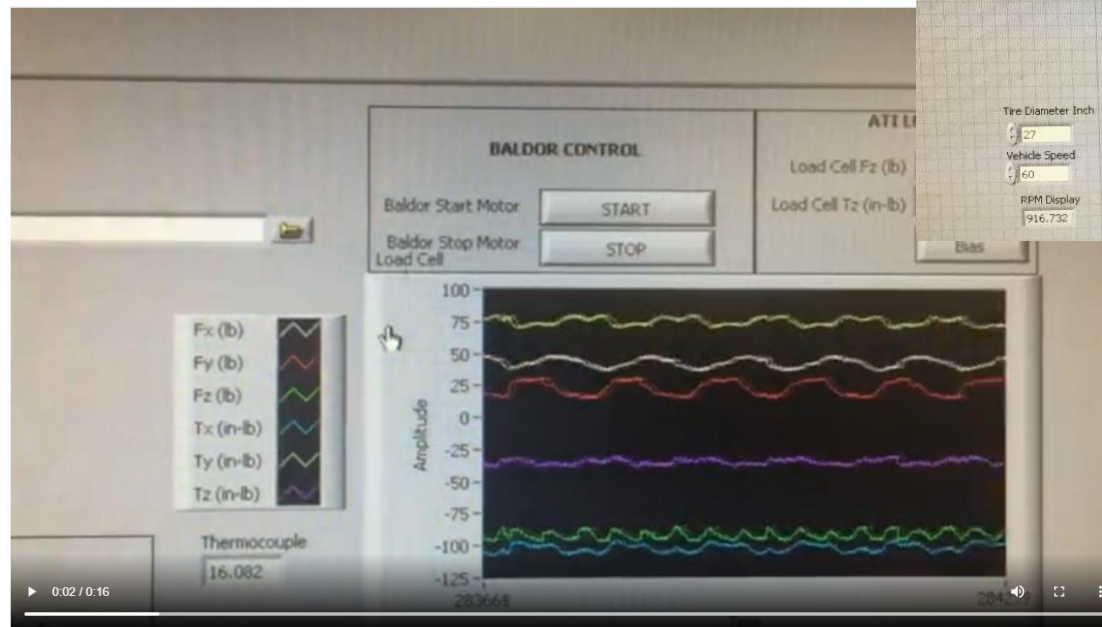 Tire Diameter Inch
27
Vehicle Speed
60
RPM Display
916.732
BALDOR CONTROL
Baldor Start Motor
START
Baldor Stop Motor
STOP
Load Cell Fz (lb)
Load Cell Tz (in-lb)
Bias
Load Cell
Fx (lb)
Fy (lb)
Fz (lb)
Tx (in-lb)
Ty (in-lb)
Tz (in-lb)
Thermocouple
16.082
Amplitude
100
75
50
25
0
-25
-50
-75
-100
-125
283668
0:02 / 0:16